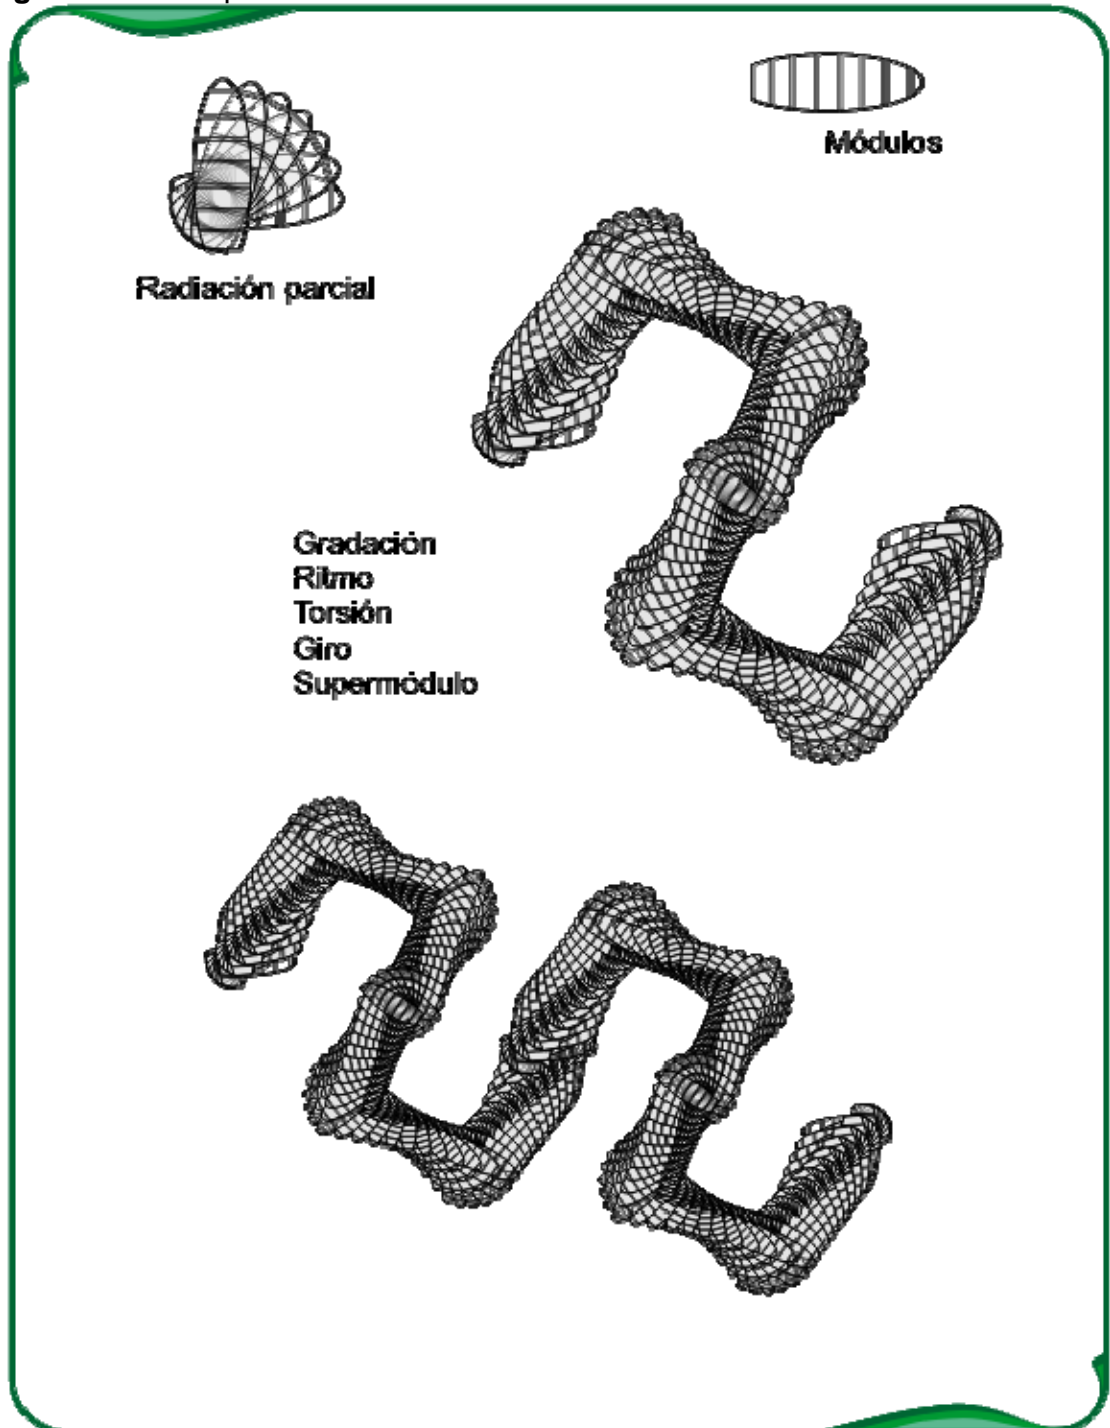 Módulos
Radiación parcial
Gradación
Ritmo
Torsión
Giro
Supermódulo